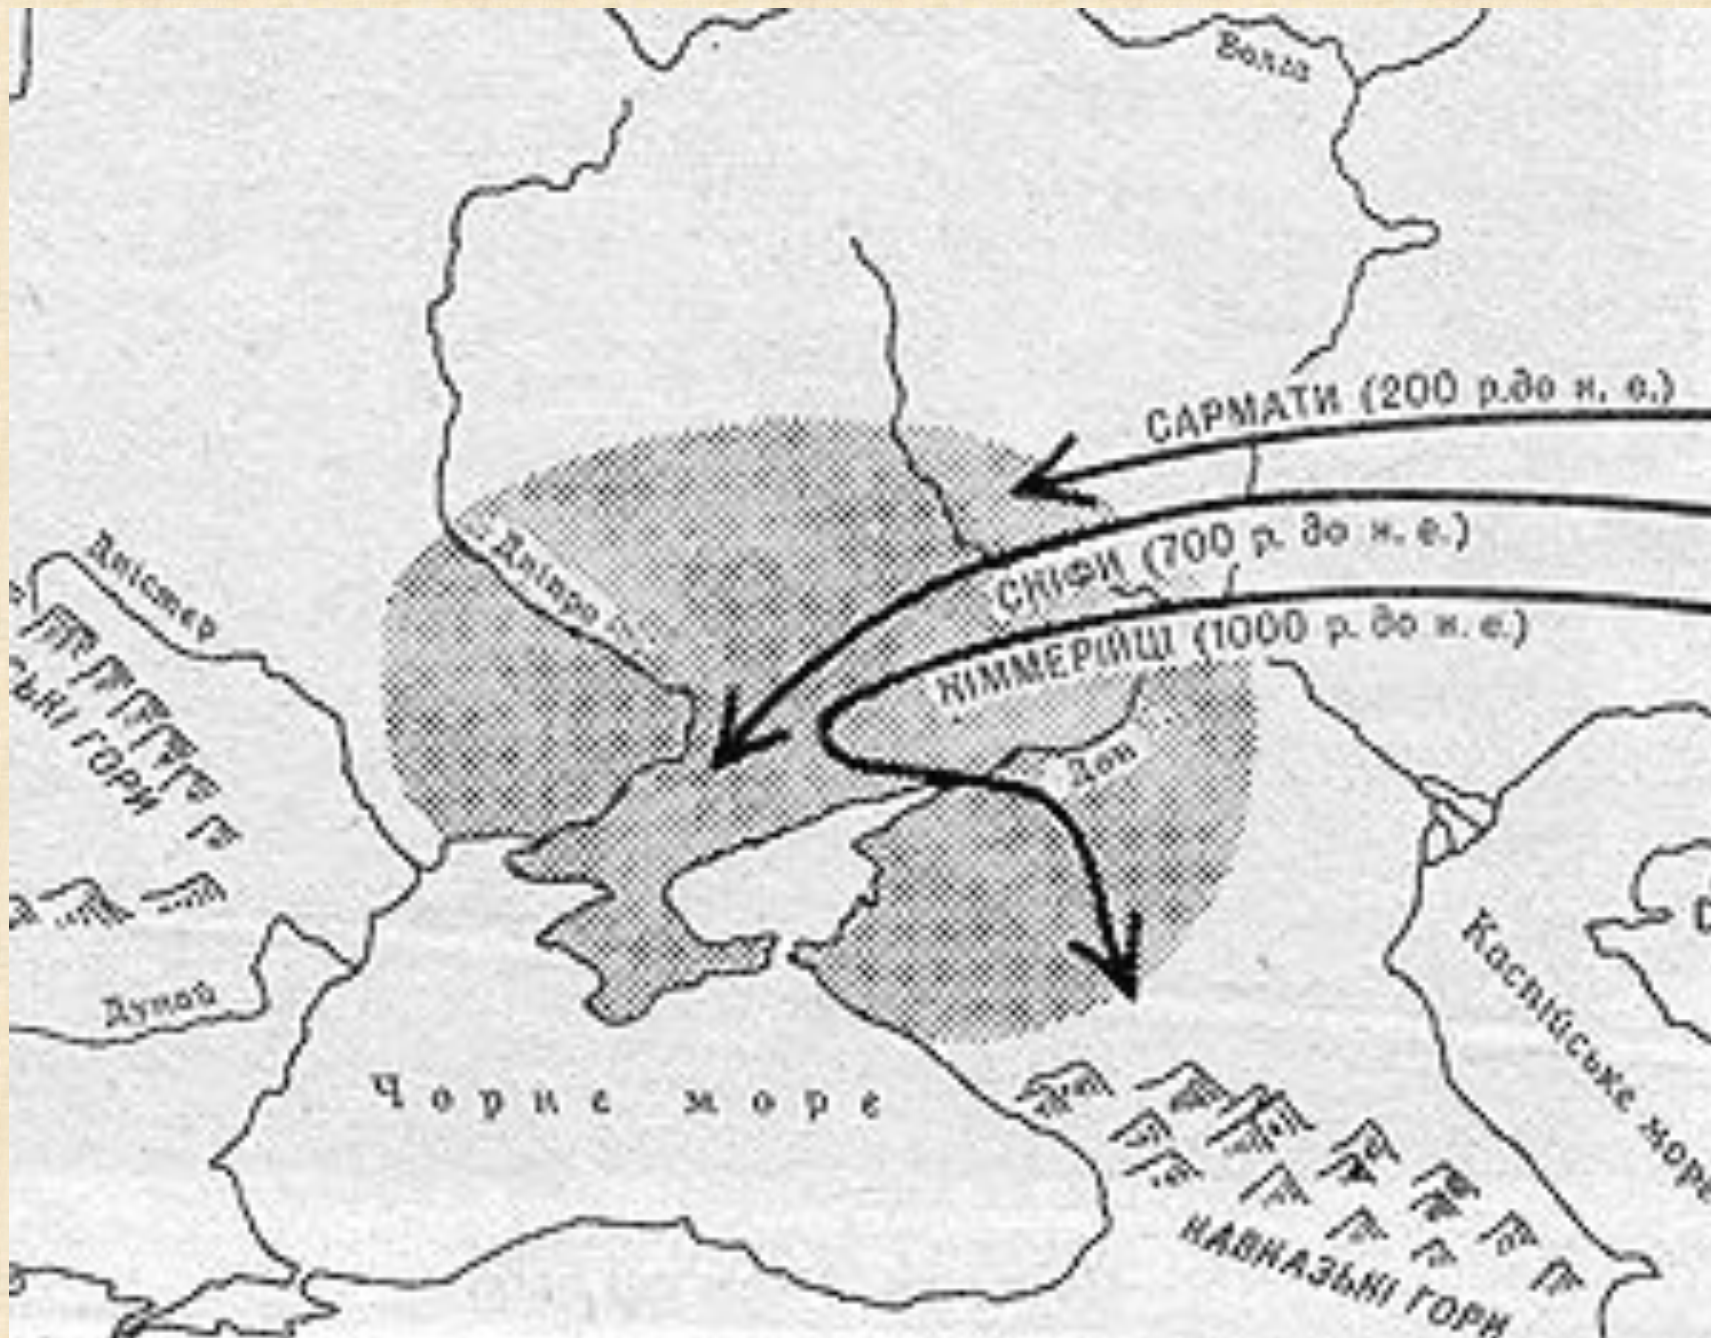 Волга
САРМАТИ (200 р.до н. е.)
СКІФИ (700 р. до н. е.)
КІММЕРІЙЦІ (1000 р. до н. е.)
Дніпро
Дністер
СЬКІ ГОРИ
Дон
Дунай
Каспійське море
Чорне море
КАВКАЗЬКІ ГОРИ